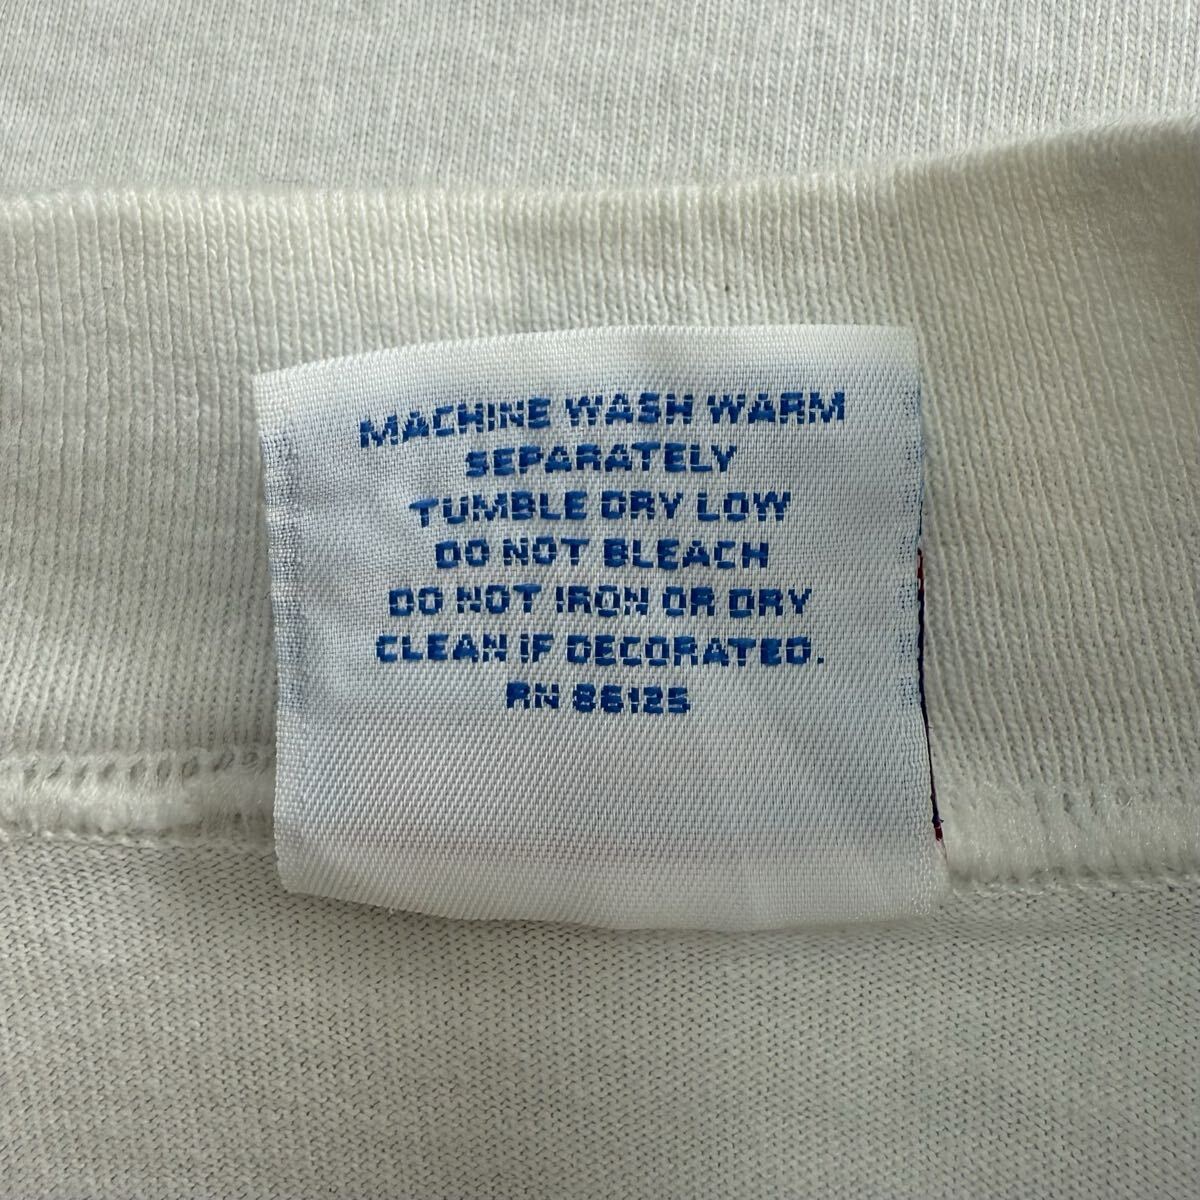 MACHINE WASH WARM
SEPARATELY
TUMBLE DRY LOW
DO NOT BLEACH
DO NOT IRON OR DRY
CLEAN IF DECORATED.
RN 86125